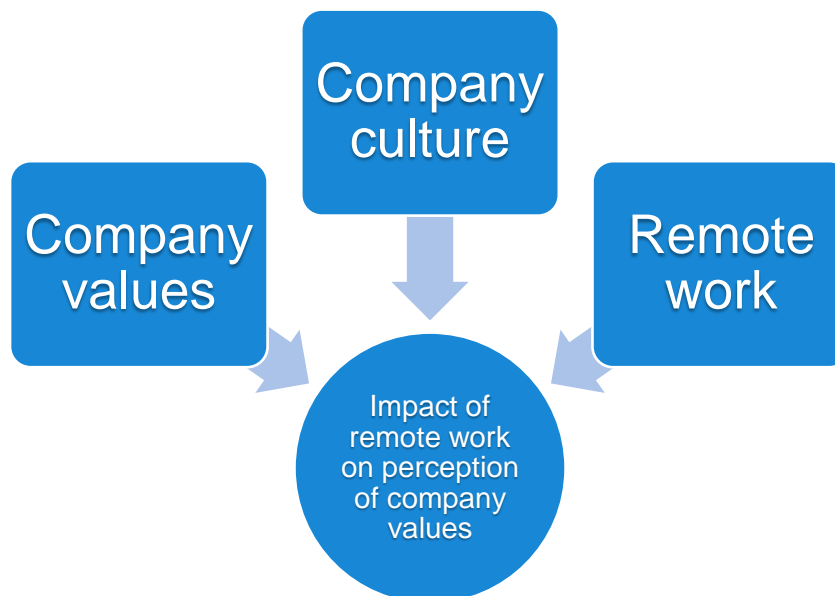 Company
culture
Company
values
Remote
work
Impact of
remote work
on perception
of company
values